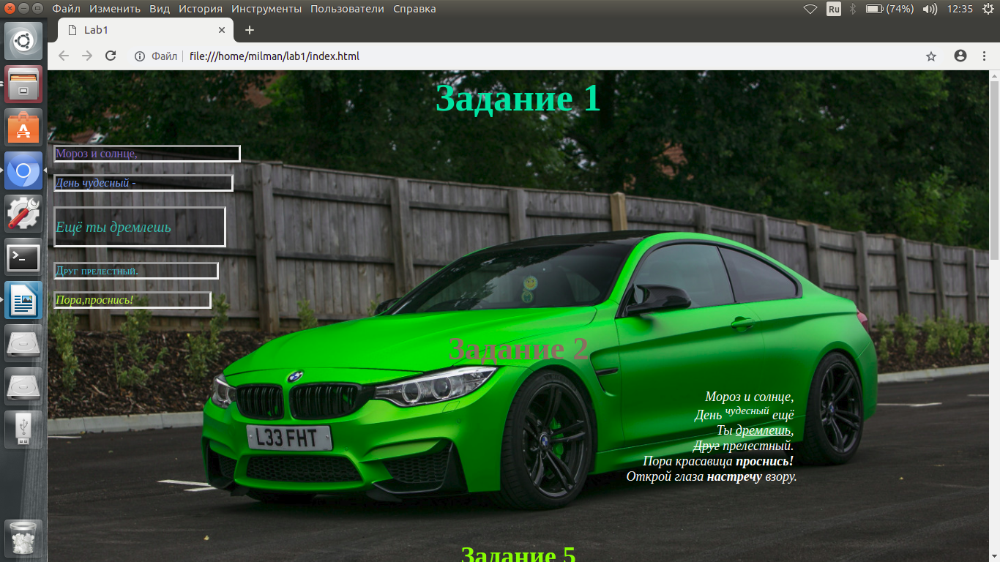 Файл Изменить Вид История Инструменты Пользователи Справка Ru (74%) 12:35
Lab1
Файл file:///home/milman/lab1/index.html
Задание 1
Мороз и солнце,
День чудесный -
Ещё ты дремлешь
Друг прелестный.
Пора,проснись!
Задание 2
Мороз и солнце,
День чудесный ещё
Ты дремлешь,
Друг прелестный.
Пора красавица проснись!
Открой глаза настречу взору.
L33 FHT
Задание 5